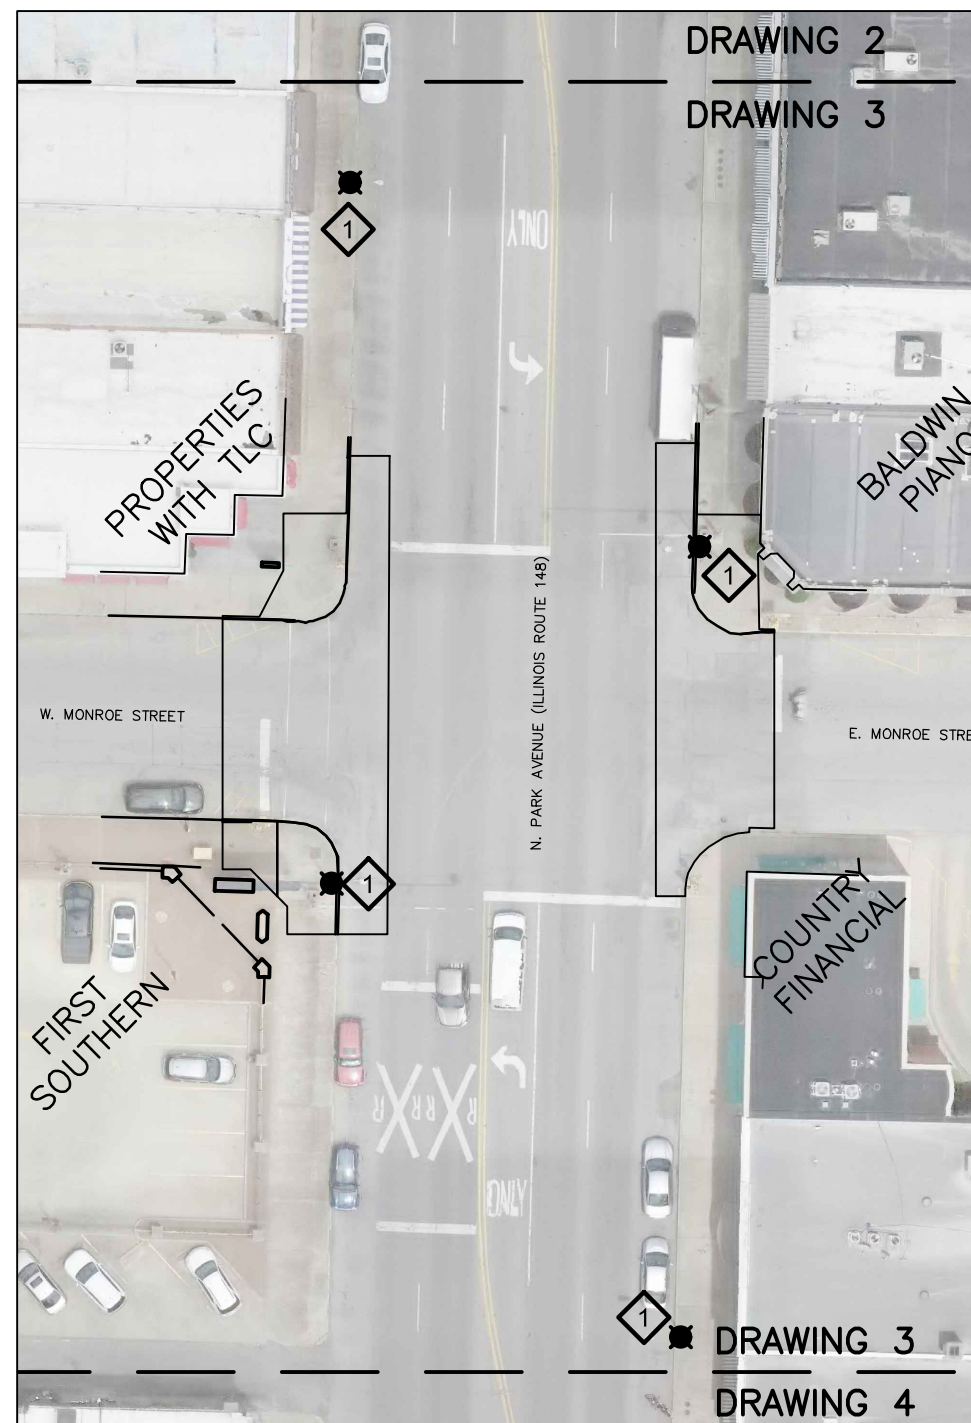 DRAWING 2
DRAWING 3
1
ONLY
PROPERTIES
WITH TLC
BALDWIN
PIANO
1
N. PARK AVENUE (ILLINOIS ROUTE 148)
W. MONROE STREET
E. MONROE STRE
1
COUNTRY
FINANCIAL
FIRST
SOUTHERN
R R
R R
ONLY
1
DRAWING 3
DRAWING 4